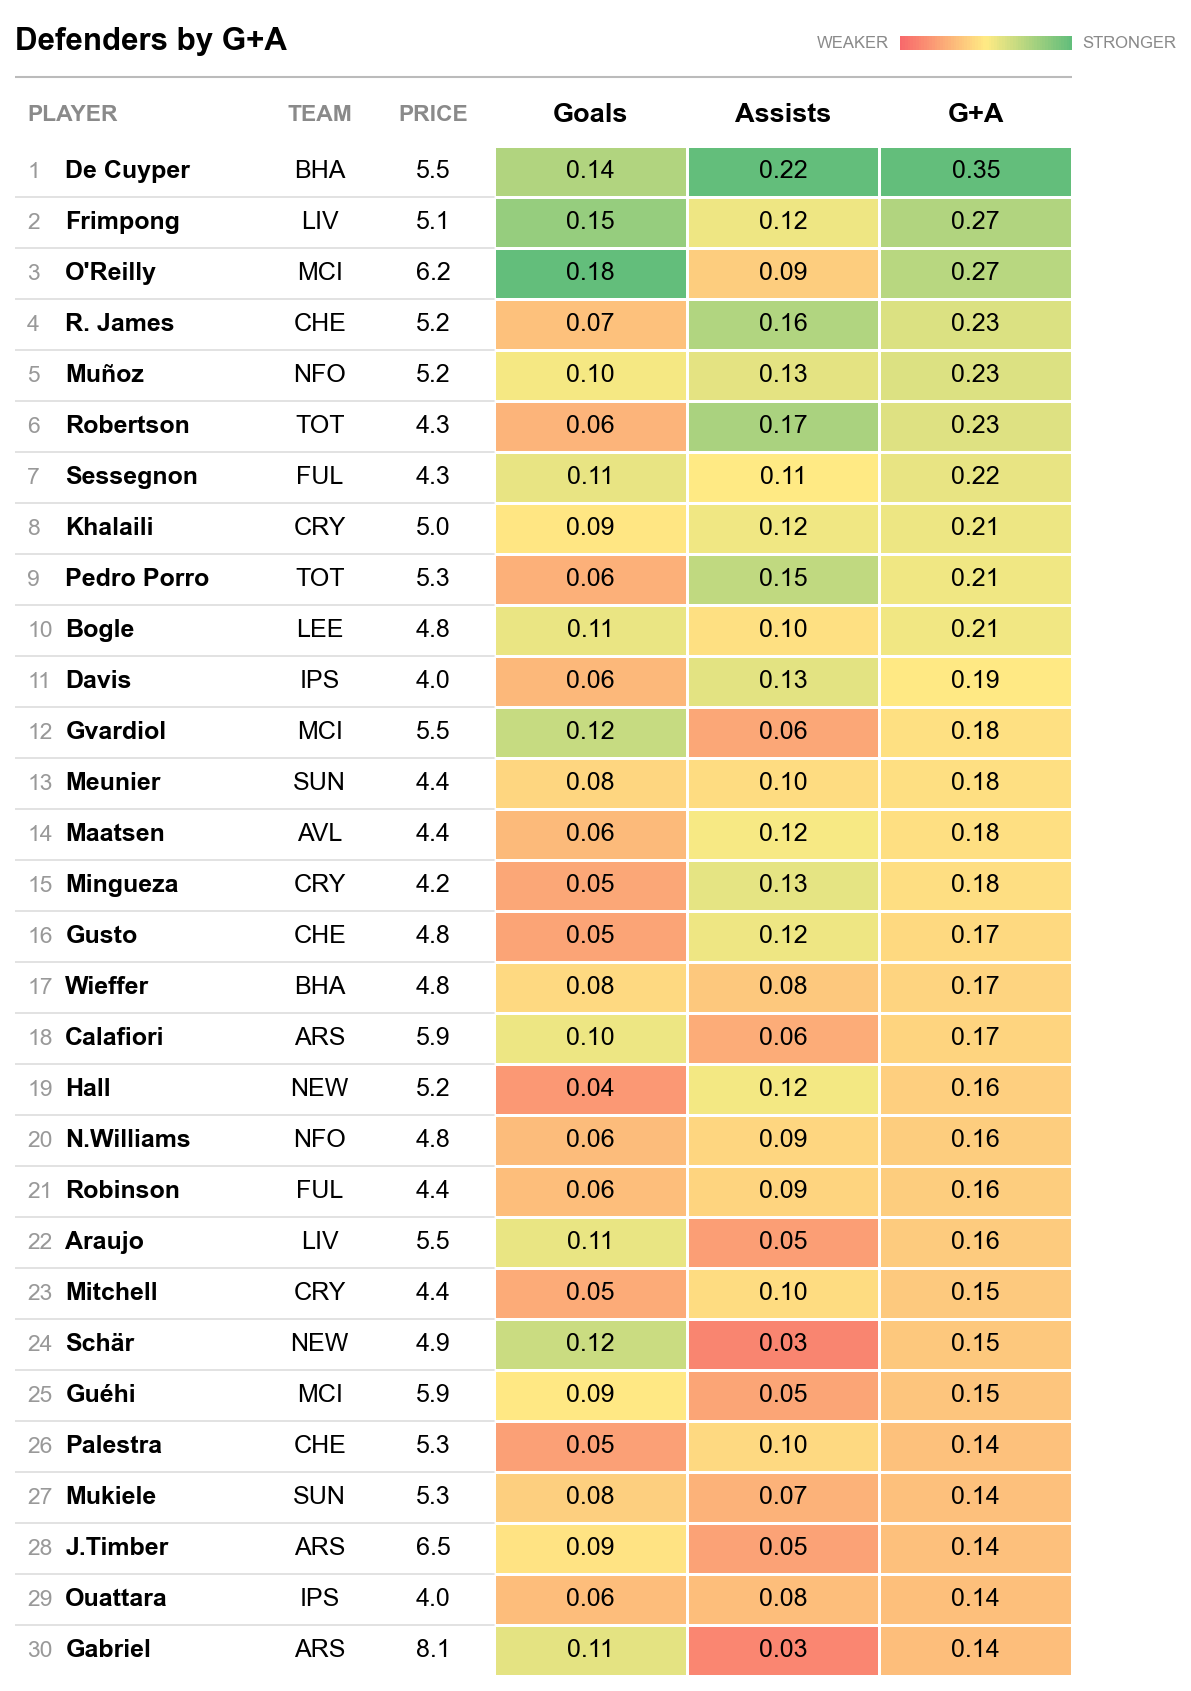 Defenders by G+A
WEAKER STRONGER
PLAYER TEAM PRICE Goals Assists G+A
1 De Cuyper BHA 5.5 0.14 0.22 0.35
2 Frimpong LIV 5.1 0.15 0.12 0.27
3 O'Reilly MCI 6.2 0.18 0.09 0.27
4 R. James CHE 5.2 0.07 0.16 0.23
5 Muñoz NFO 5.2 0.10 0.13 0.23
6 Robertson TOT 4.3 0.06 0.17 0.23
7 Sessegnon FUL 4.3 0.11 0.11 0.22
8 Khalaili CRY 5.0 0.09 0.12 0.21
9 Pedro Porro TOT 5.3 0.06 0.15 0.21
10 Bogle LEE 4.8 0.11 0.10 0.21
11 Davis IPS 4.0 0.06 0.13 0.19
12 Gvardiol MCI 5.5 0.12 0.06 0.18
13 Meunier SUN 4.4 0.08 0.10 0.18
14 Maatsen AVL 4.4 0.06 0.12 0.18
15 Mingueza CRY 4.2 0.05 0.13 0.18
16 Gusto CHE 4.8 0.05 0.12 0.17
17 Wieffer BHA 4.8 0.08 0.08 0.17
18 Calafiori ARS 5.9 0.10 0.06 0.17
19 Hall NEW 5.2 0.04 0.12 0.16
20 N.Williams NFO 4.8 0.06 0.09 0.16
21 Robinson FUL 4.4 0.06 0.09 0.16
22 Araujo LIV 5.5 0.11 0.05 0.16
23 Mitchell CRY 4.4 0.05 0.10 0.15
24 Schär NEW 4.9 0.12 0.03 0.15
25 Guéhi MCI 5.9 0.09 0.05 0.15
26 Palestra CHE 5.3 0.05 0.10 0.14
27 Mukiele SUN 5.3 0.08 0.07 0.14
28 J.Timber ARS 6.5 0.09 0.05 0.14
29 Ouattara IPS 4.0 0.06 0.08 0.14
30 Gabriel ARS 8.1 0.11 0.03 0.14